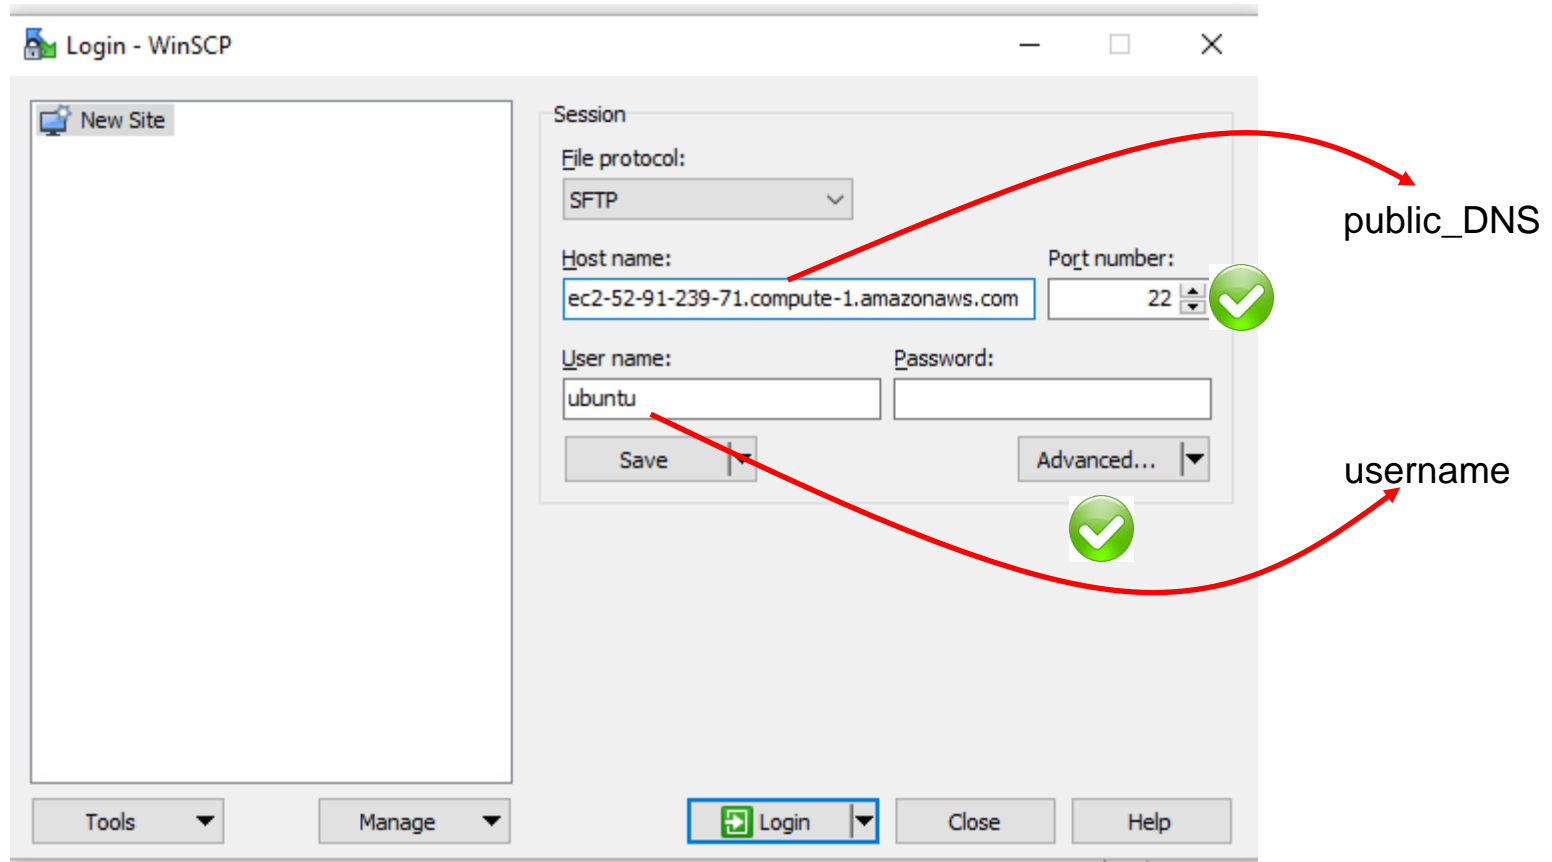 Login - WinSCP
New Site
Session
File protocol:
SFTP
public_DNS
Host name:
Port number:
ec2-52-91-239-71.compute-1.amazonaws.com
22
User name:
Password:
ubuntu
Save
Advanced...
username
Tools
Manage
Login
Close
Help